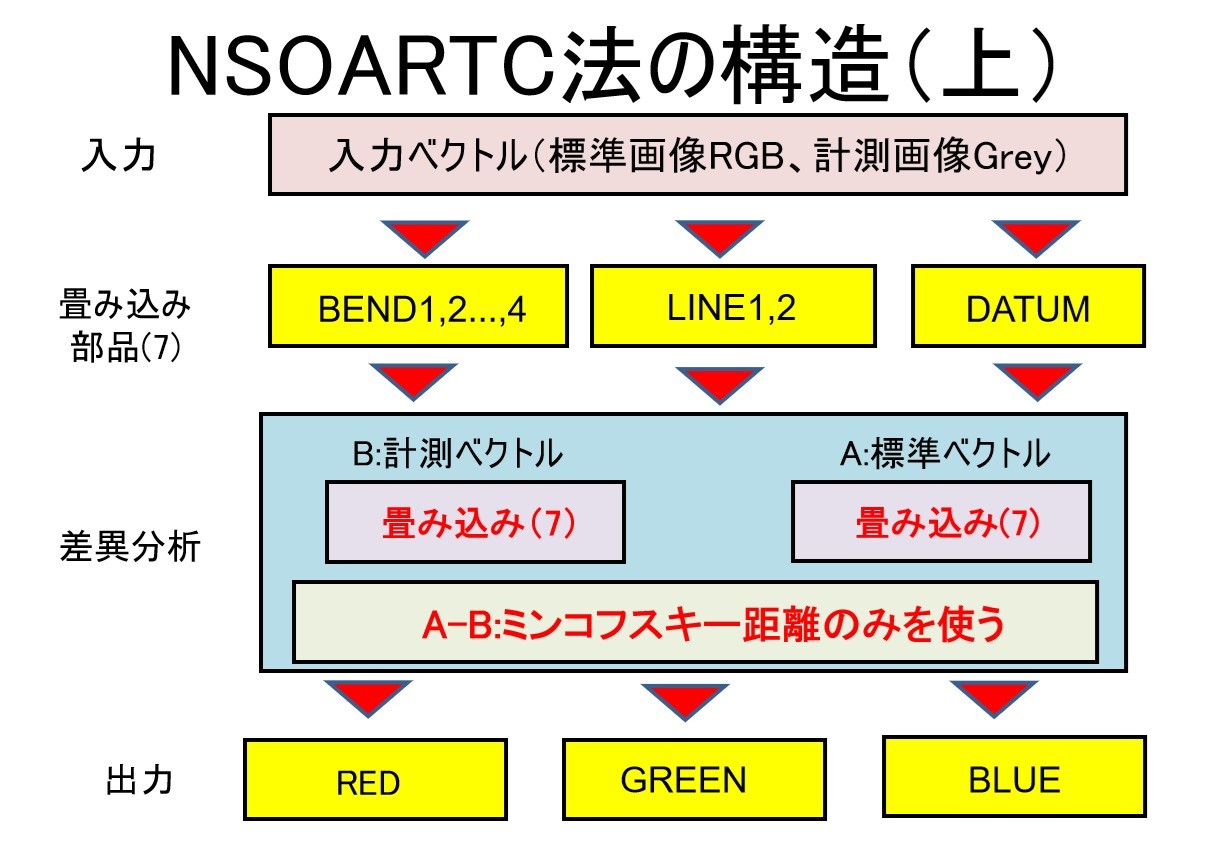 NSOARTC法の構造（上）
入力
入力ベクトル（標準画像RGB、計測画像Grey）
畳み込み
部品(7)
BEND1,2...,4
LINE1,2
DATUM
差異分析
B:計測ベクトル
A:標準ベクトル
畳み込み（7）
畳み込み(7)
A-B:ミンコフスキー距離のみを使う
出力
RED
GREEN
BLUE